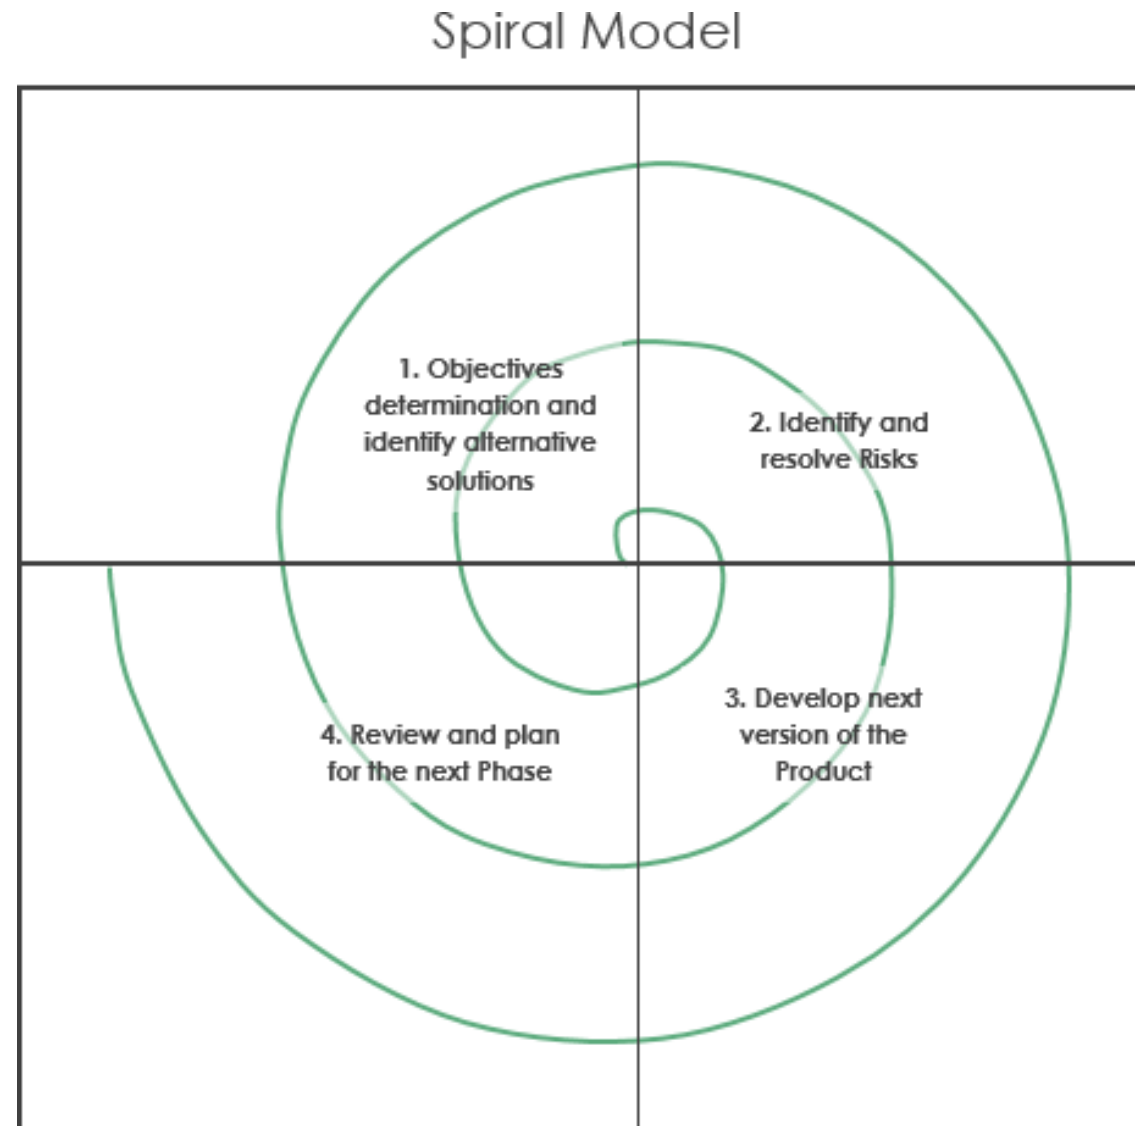 Spiral Model
1. Objectives
determination and
identify alternative
solutions
2. Identify and
resolve Risks
3. Develop next
version of the
Product
4. Review and plan
for the next Phase